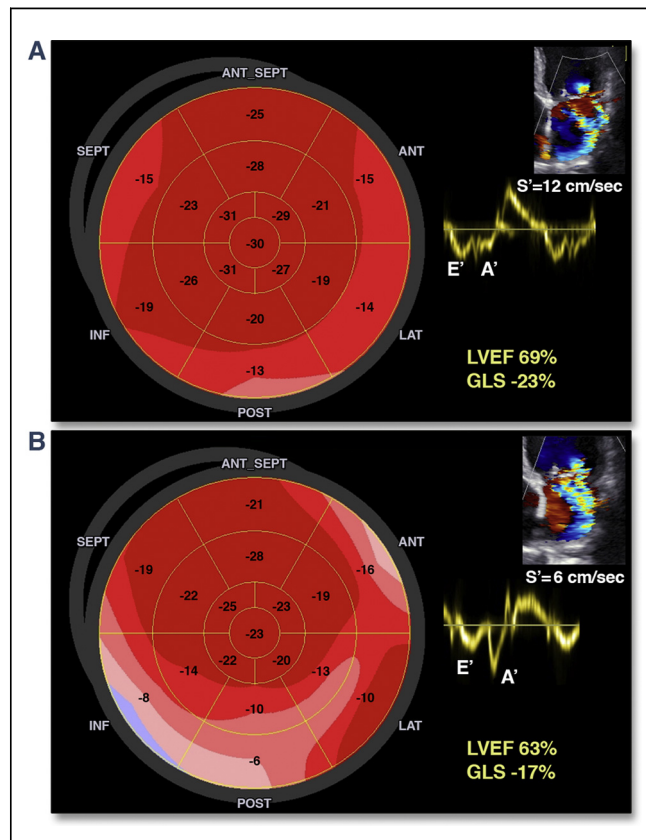 A
ANT_SEPT
SEPT
ANT
INF
LAT
POST
-25
-15
-15
-28
-23
-21
-31
-29
-30
-31
-27
-26
-19
-19
-14
-20
-13
S'=12 cm/sec
E' A'
LVEF 69%
GLS -23%
B
ANT_SEPT
SEPT
ANT
INF
LAT
POST
-21
-19
-16
-28
-22
-19
-25
-23
-23
-22
-20
-14
-13
-8
-10
-10
-6
S'=6 cm/sec
E' A'
LVEF 63%
GLS -17%